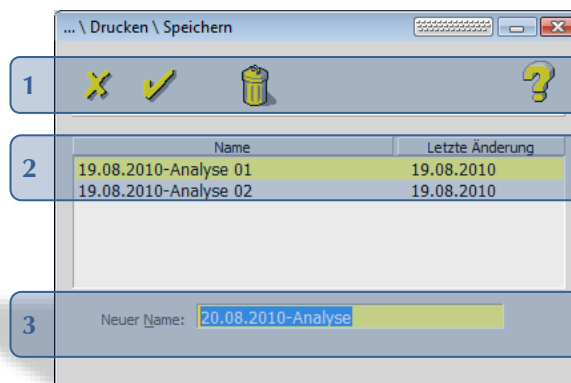 ... \ Drucken \ Speichern
1
2
Name Letzte Änderung
19.08.2010-Analyse 01 19.08.2010
19.08.2010-Analyse 02 19.08.2010
3
Neuer Name: 20.08.2010-Analyse